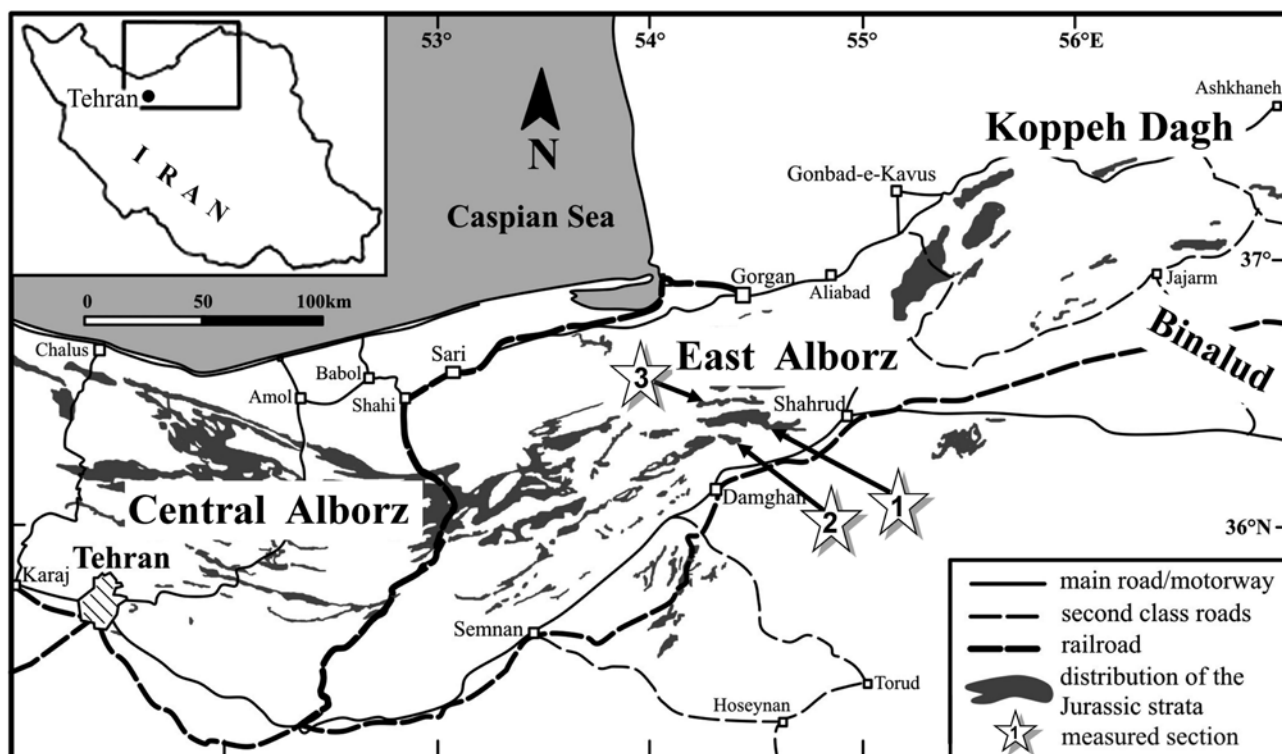 53°
54°
55°
56°E
Tehran
IRAN
N
Caspian Sea
0 50 100km
Koppeh Dagh
Ashkhaneh
Gonbad-e-Kavus
37°
Gorgan
Aliabad
Jajarm
Binalud
Chalus
Sari
Babol
Amol
Shahi
East Alborz
3
Shahrud
Damghan
1
2
36°N
Central Alborz
Tehran
Karaj
Semnan
Torud
Hoseynan
main road/motorway
second class roads
railroad
distribution of the
Jurassic strata
1 measured section